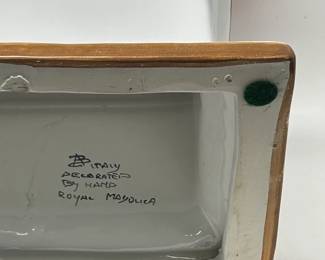 ITALY
DECORATED
BY HAND
ROYAL MAJOLICA